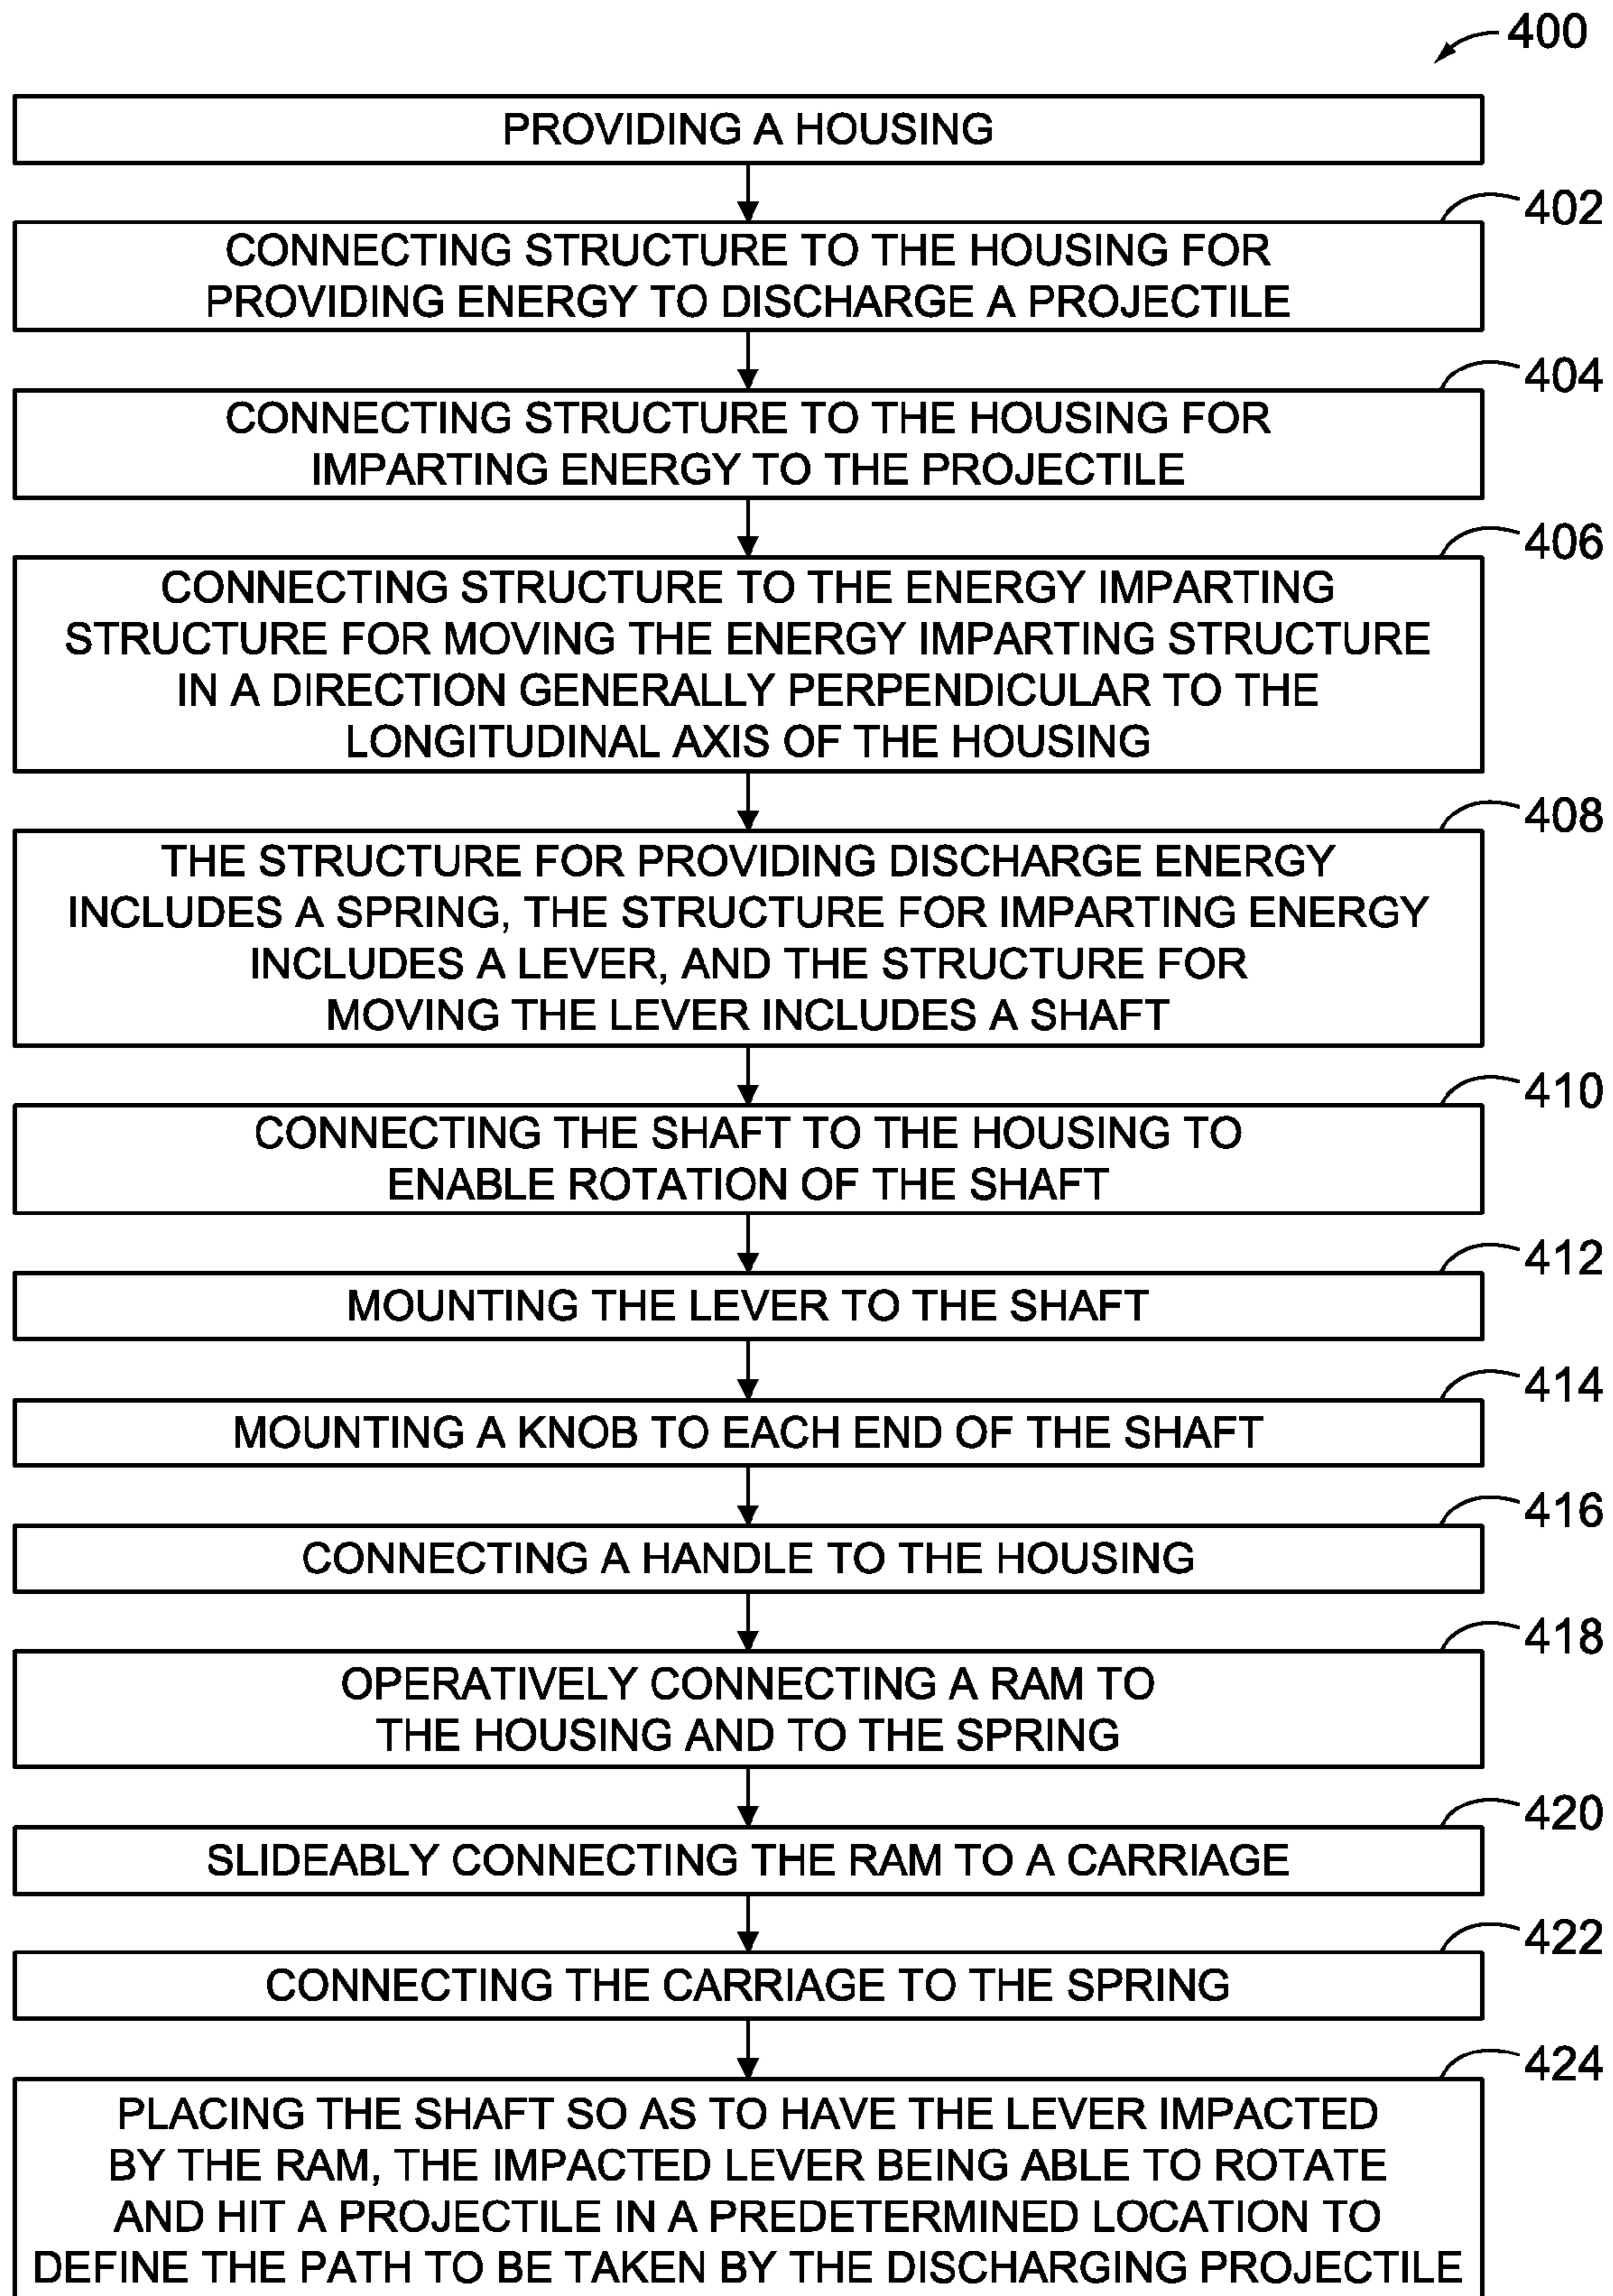 400
PROVIDING A HOUSING
402
CONNECTING STRUCTURE TO THE HOUSING FOR
PROVIDING ENERGY TO DISCHARGE A PROJECTILE
404
CONNECTING STRUCTURE TO THE HOUSING FOR
IMPARTING ENERGY TO THE PROJECTILE
406
CONNECTING STRUCTURE TO THE ENERGY IMPARTING
STRUCTURE FOR MOVING THE ENERGY IMPARTING STRUCTURE
IN A DIRECTION GENERALLY PERPENDICULAR TO THE
LONGITUDINAL AXIS OF THE HOUSING
408
THE STRUCTURE FOR PROVIDING DISCHARGE ENERGY
INCLUDES A SPRING, THE STRUCTURE FOR IMPARTING ENERGY
INCLUDES A LEVER, AND THE STRUCTURE FOR
MOVING THE LEVER INCLUDES A SHAFT
410
CONNECTING THE SHAFT TO THE HOUSING TO
ENABLE ROTATION OF THE SHAFT
412
MOUNTING THE LEVER TO THE SHAFT
414
MOUNTING A KNOB TO EACH END OF THE SHAFT
416
CONNECTING A HANDLE TO THE HOUSING
418
OPERATIVELY CONNECTING A RAM TO
THE HOUSING AND TO THE SPRING
420
SLIDEABLY CONNECTING THE RAM TO A CARRIAGE
422
CONNECTING THE CARRIAGE TO THE SPRING
424
PLACING THE SHAFT SO AS TO HAVE THE LEVER IMPACTED
BY THE RAM, THE IMPACTED LEVER BEING ABLE TO ROTATE
AND HIT A PROJECTILE IN A PREDETERMINED LOCATION TO
DEFINE THE PATH TO BE TAKEN BY THE DISCHARGING PROJECTILE